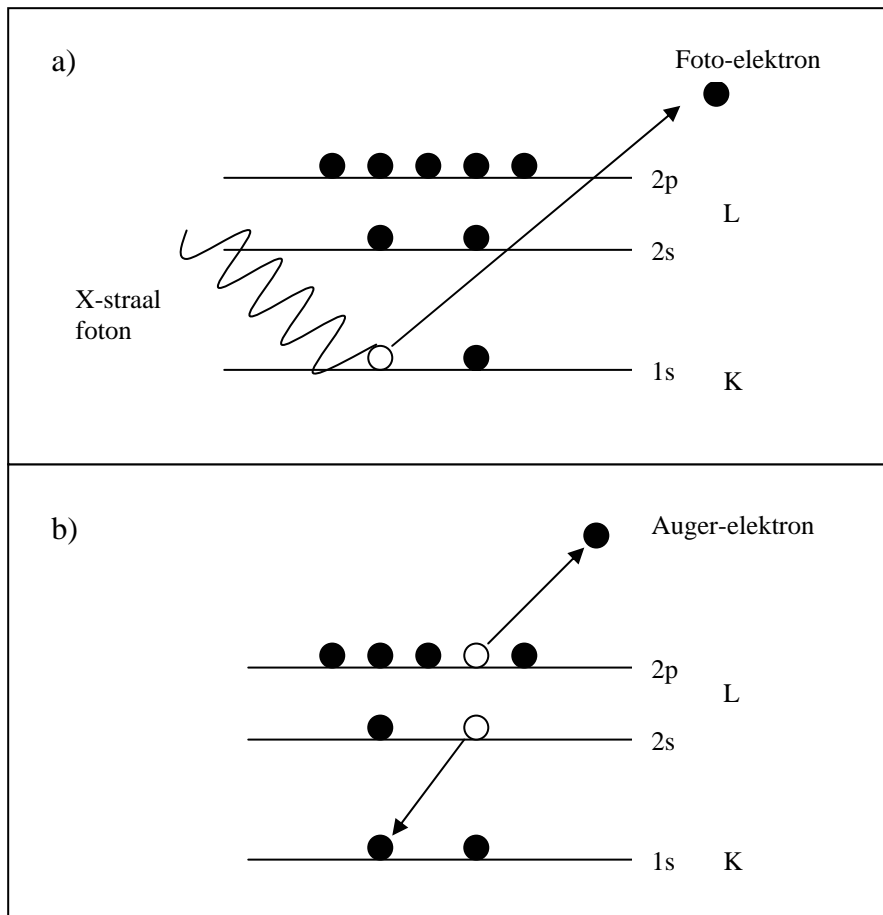 a)
Foto-elektron
2p
L
2s
X-straal
foton
1s
K
b)
Auger-elektron
2p
L
2s
1s
K